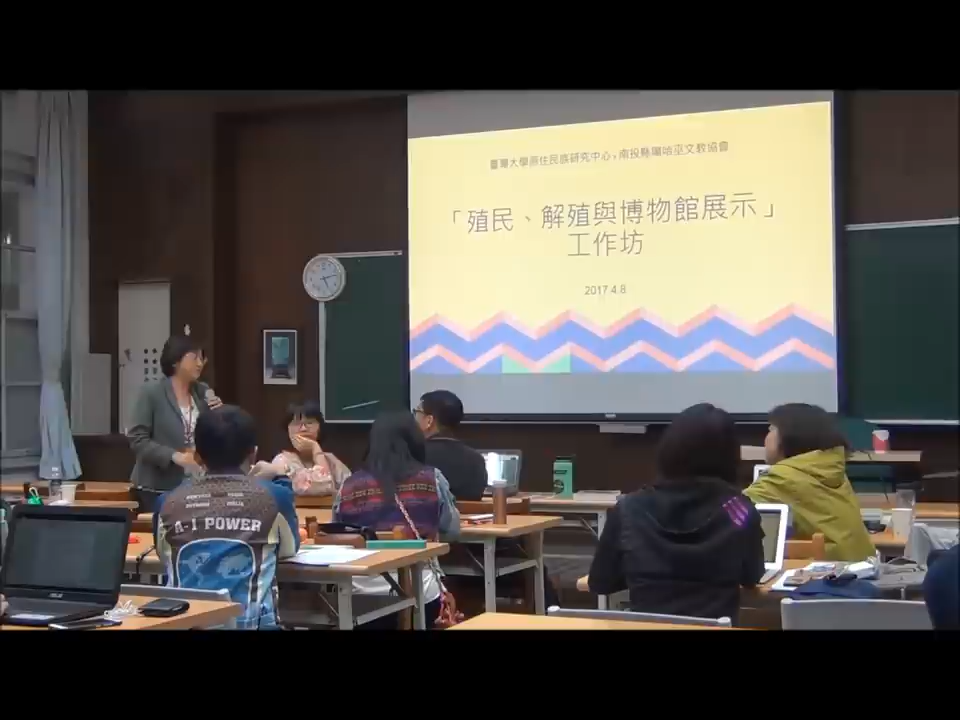 臺灣大學原住民族研究中心、南投縣噶哈巫文教協會
「殖民、解殖與博物館展示」
工作坊
2017.4.8
A-1 POWER